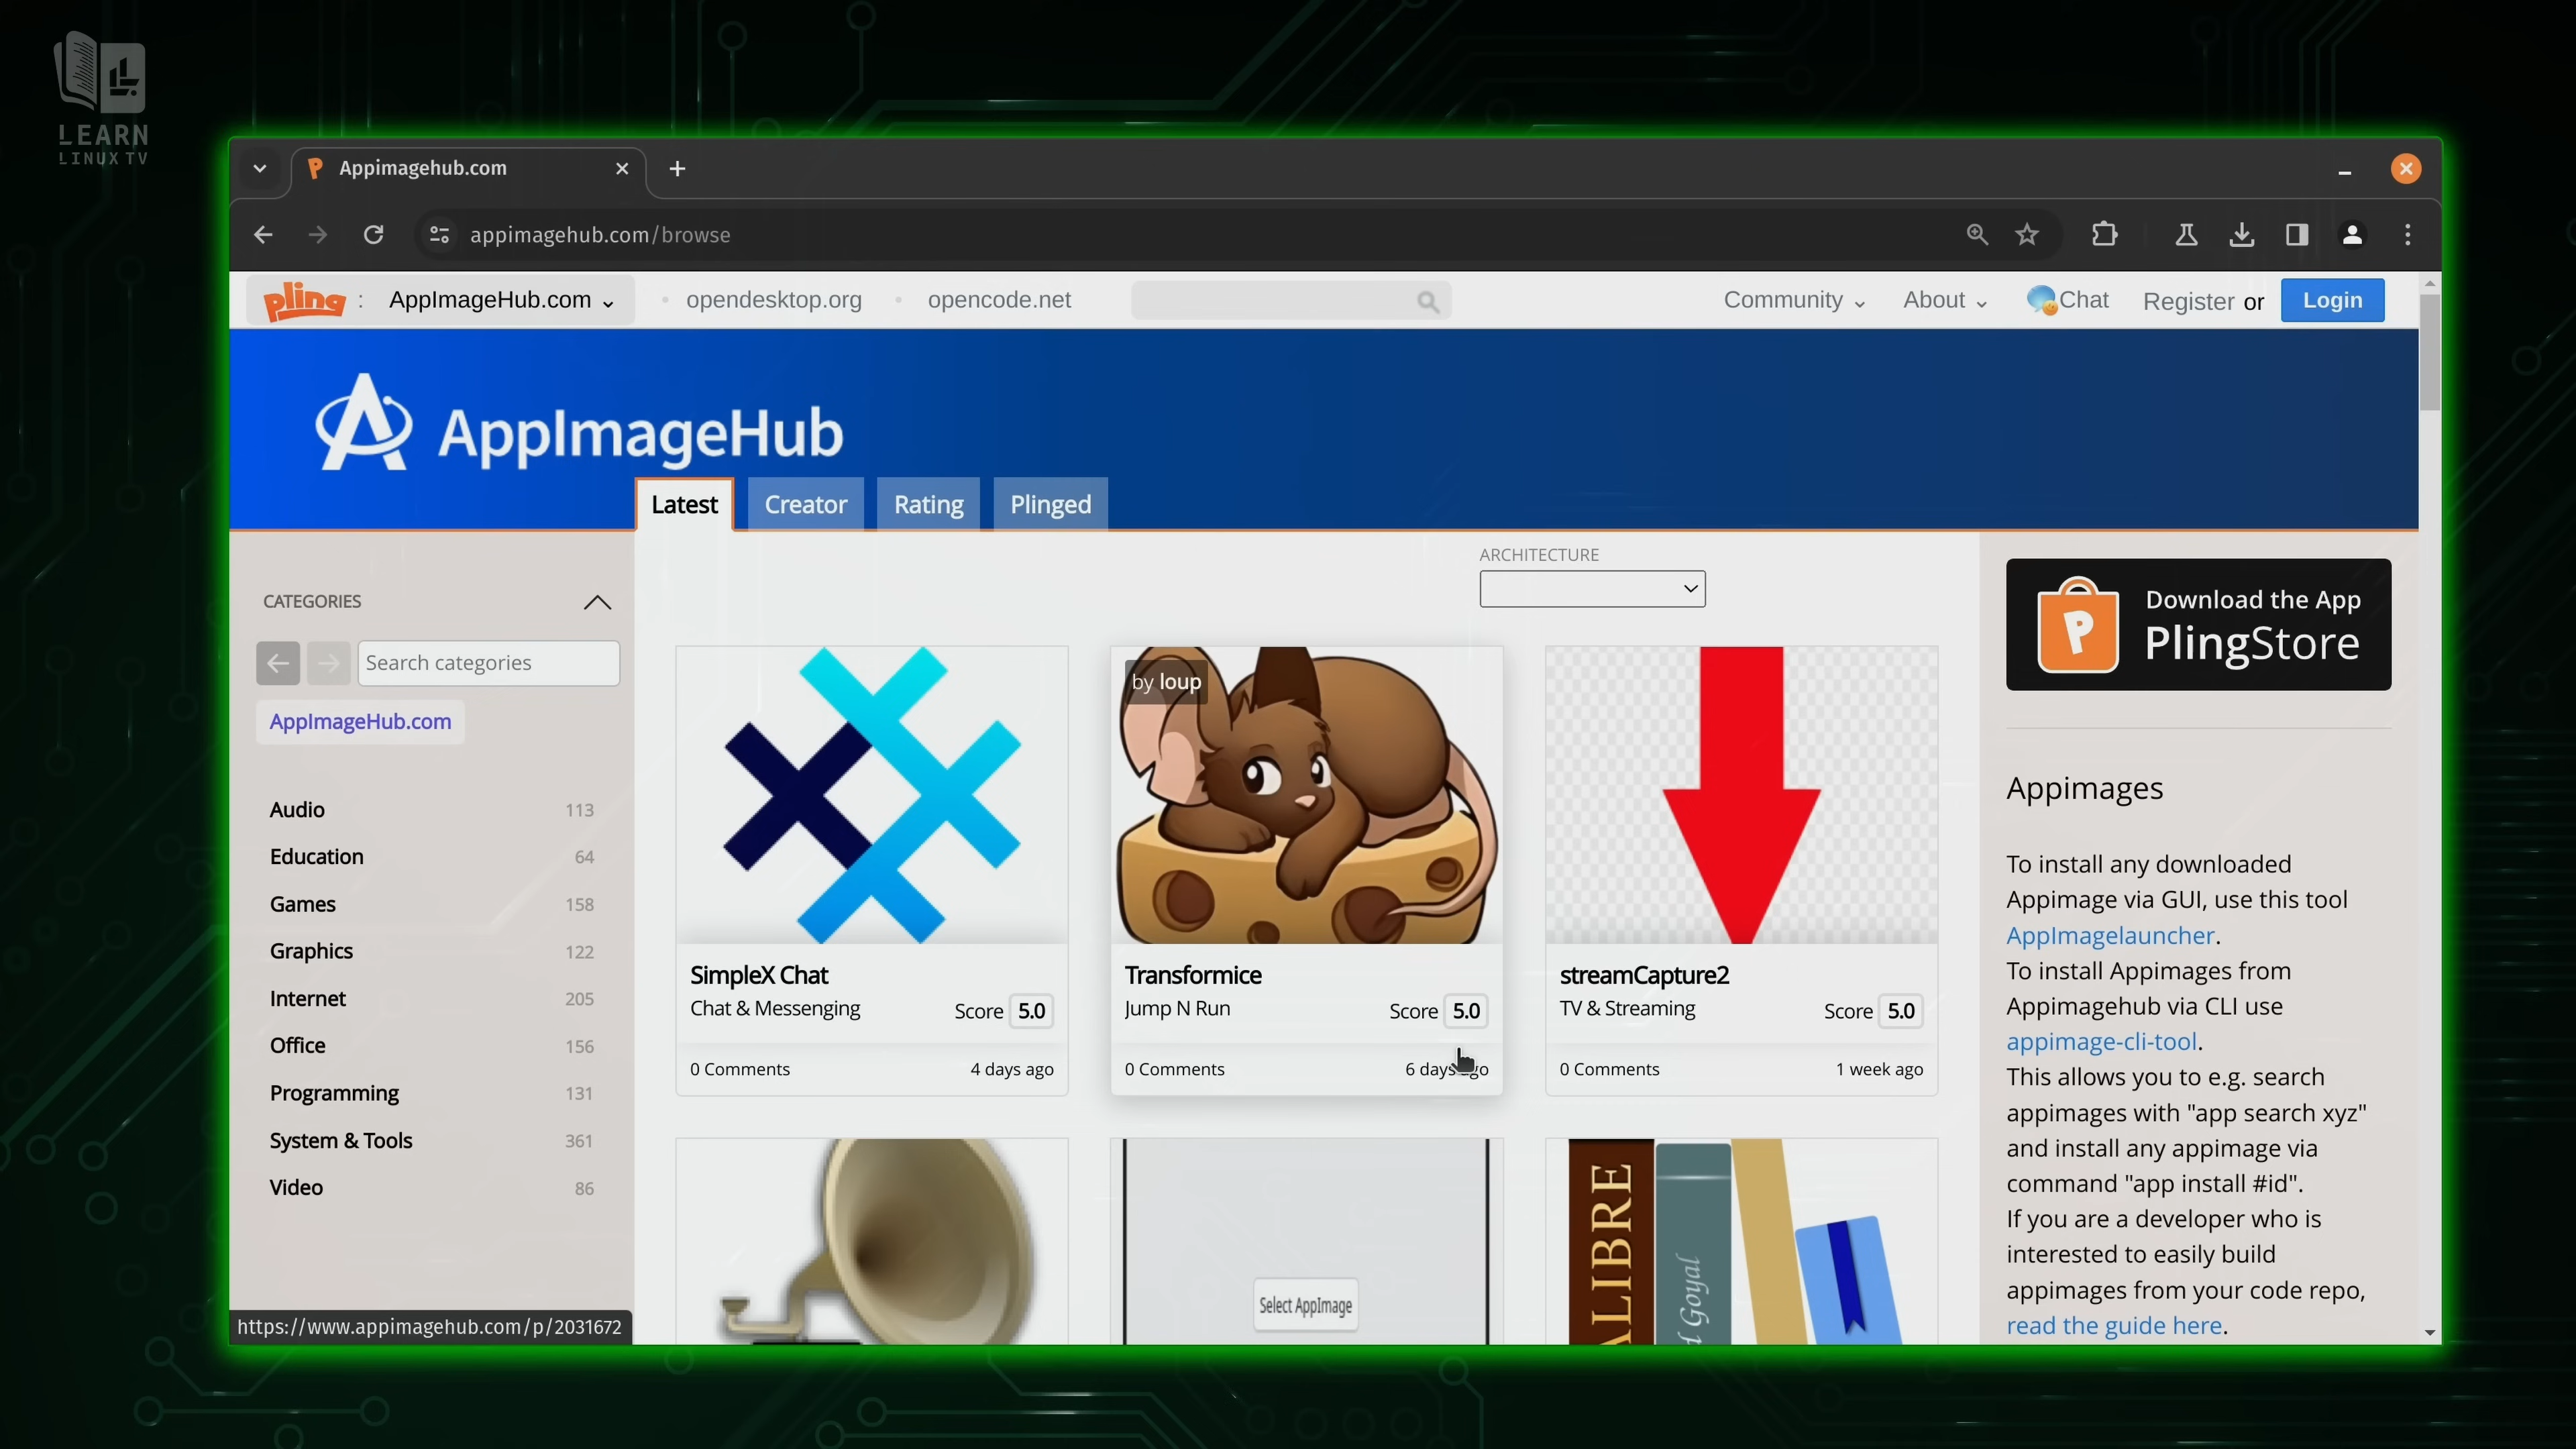 LEARN
LINUX TV
Appimagehub.com
appimagehub.com/browse
pling : AppImageHub.com
opendesktop.org
opencode.net
Community
About
Chat
Register or
Login
AppImageHub
Latest
Creator
Rating
Plinged
CATEGORIES
Search categories
AppImageHub.com
Audio 113
Education 64
Games 158
Graphics 122
Internet 205
Office 156
Programming 131
System & Tools 361
Video 86
https://www.appimagehub.com/p/2031672
ARCHITECTURE
SimpleX Chat
Chat & Messenging
Score 5.0
0 Comments
4 days ago
by loup
Transformice
Jump N Run
Score 5.0
0 Comments
6 days ago
streamCapture2
TV & Streaming
Score 5.0
0 Comments
1 week ago
Select AppImage
ALIBRE
Goyal
Download the App
PlingStore
Appimages
To install any downloaded
Appimage via GUI, use this tool
AppImagelauncher.
To install Appimages from
Appimagehub via CLI use
appimage-cli-tool.
This allows you to e.g. search
appimages with "app search xyz"
and install any appimage via
command "app install #id".
If you are a developer who is
interested to easily build
appimages from your code repo,
read the guide here.